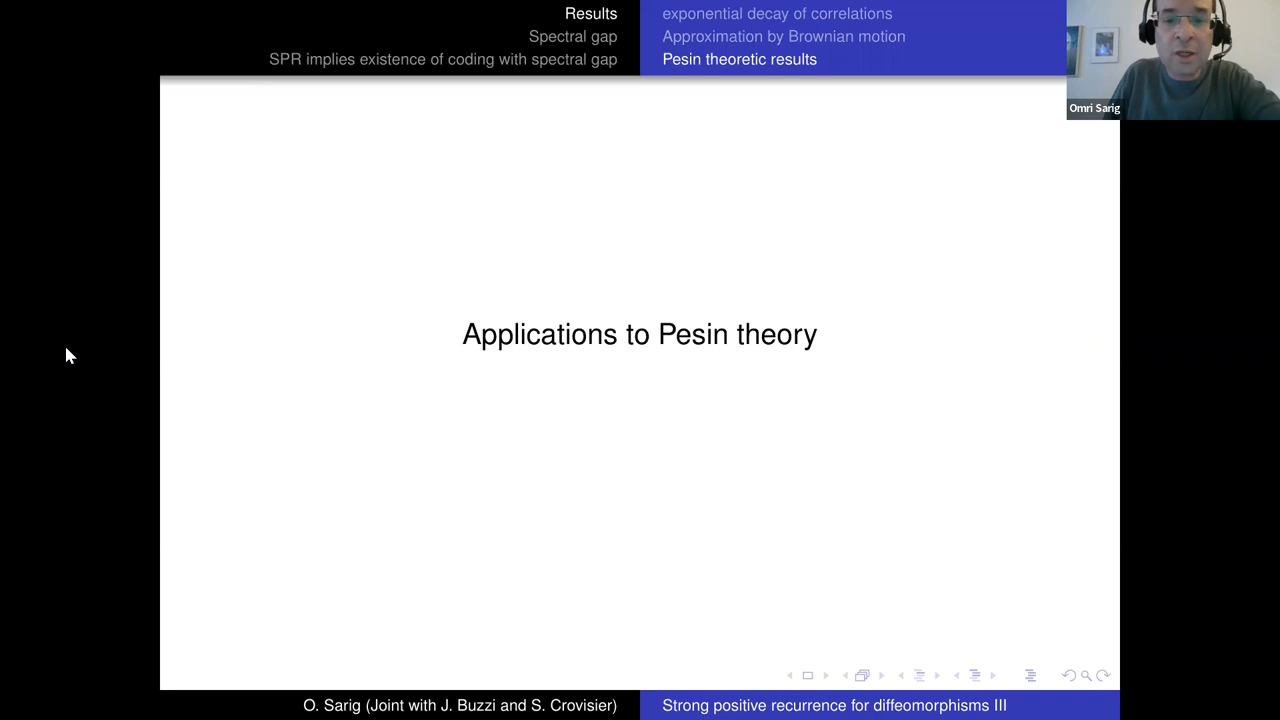 Results
Spectral gap
SPR implies existence of coding with spectral gap
exponential decay of correlations
Approximation by Brownian motion
Pesin theoretic results
Omri Sarig
Applications to Pesin theory
O. Sarig (Joint with J. Buzzi and S. Crovisier)
Strong positive recurrence for diffeomorphisms III